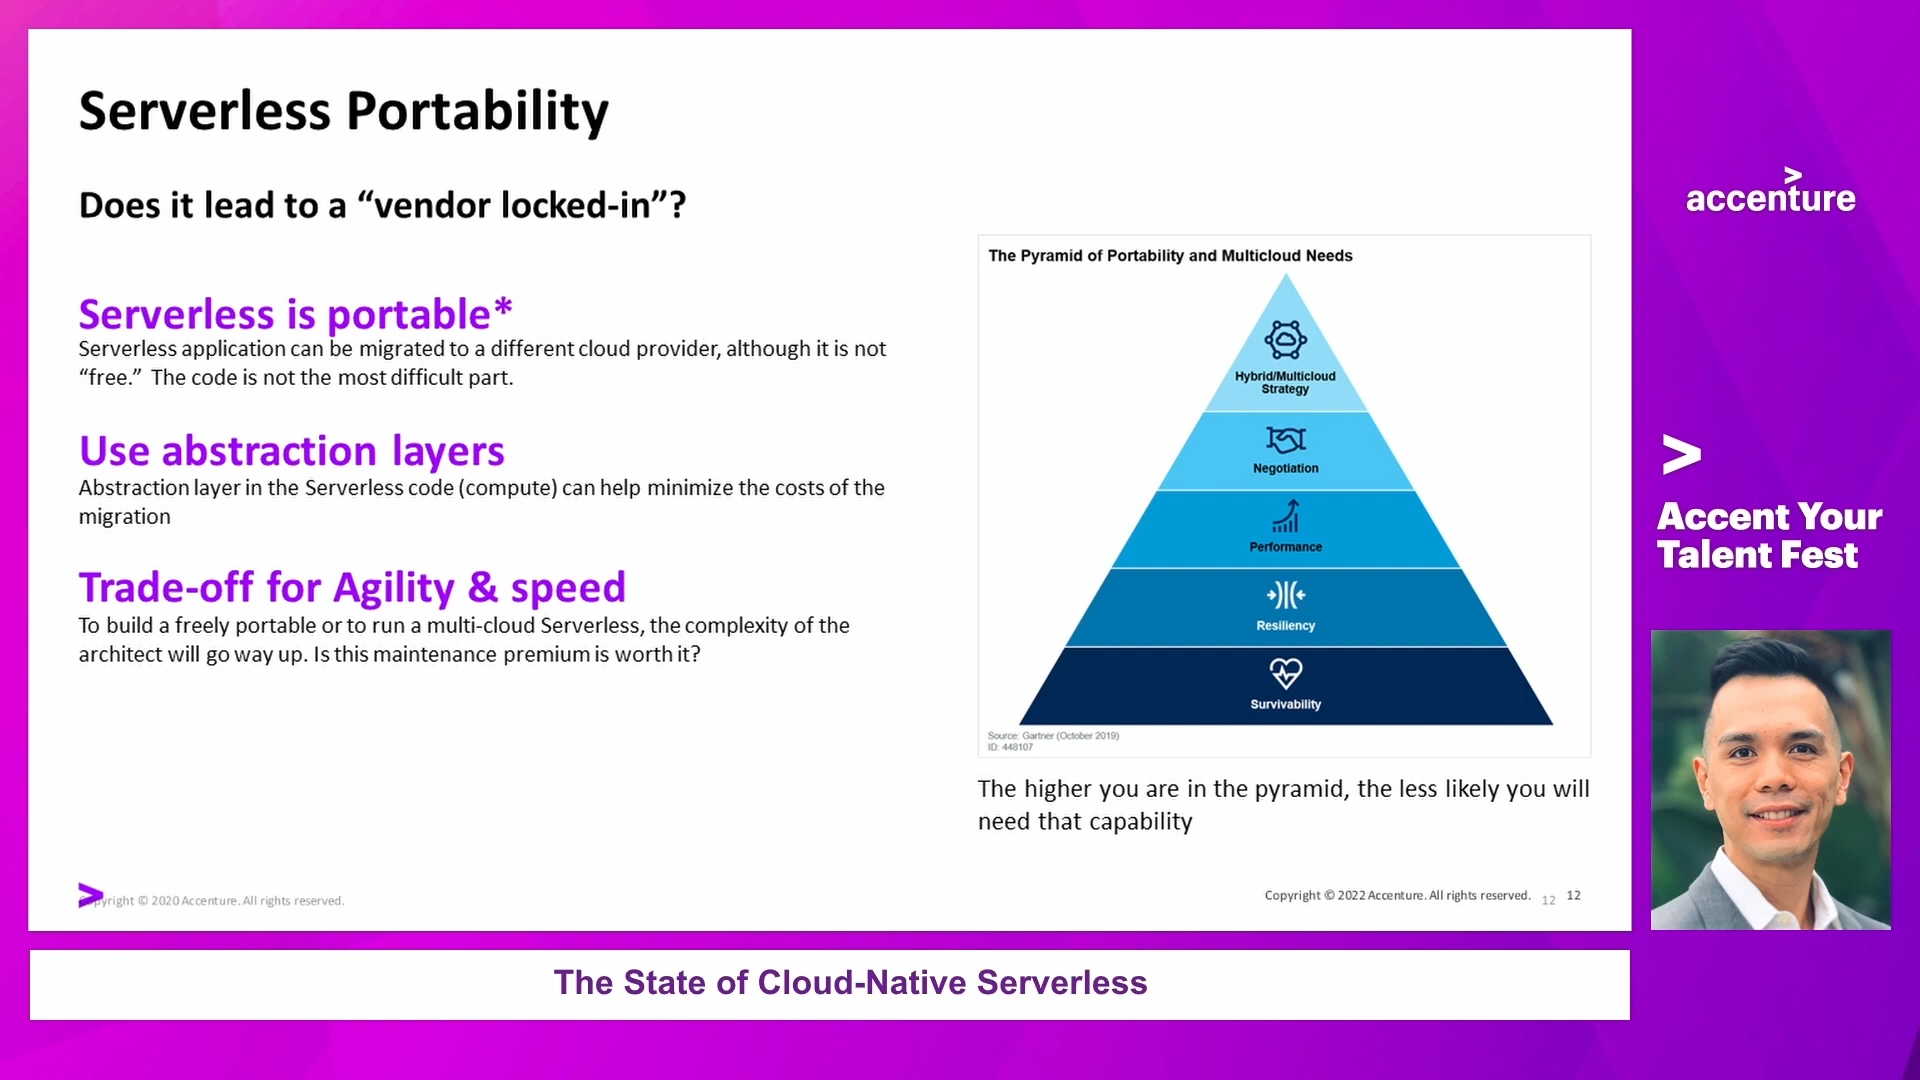 Serverless Portability
Does it lead to a “vendor locked-in”?
Serverless is portable*
Serverless application can be migrated to a different cloud provider, although it is not
“free.” The code is not the most difficult part.
Use abstraction layers
Abstraction layer in the Serverless code (compute) can help minimize the costs of the
migration
Trade-off for Agility & speed
To build a freely portable or to run a multi-cloud Serverless, the complexity of the
architect will go way up. Is this maintenance premium is worth it?
The Pyramid of Portability and Multicloud Needs
Hybrid/Multicloud
Strategy
Negotiation
Performance
Resiliency
Survivability
Source: Gartner (October 2019)
ID: 448107
The higher you are in the pyramid, the less likely you will
need that capability
pyright © 2020 Accenture. All rights reserved.
Copyright © 2022 Accenture. All rights reserved. 12 12
accenture
>
Accent Your
Talent Fest
The State of Cloud-Native Serverless